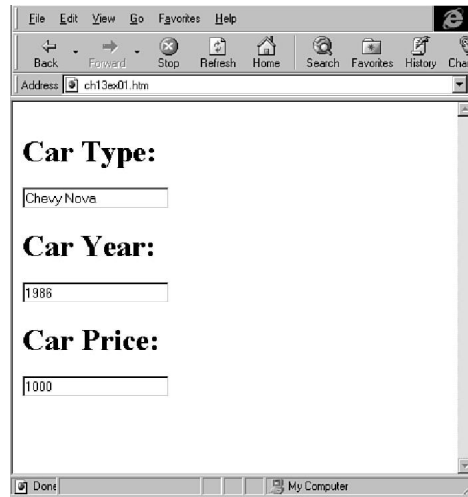 File Edit View Go Favorites Help
Back Forward Stop Refresh Home Search Favorites History
Address ch13ex01.htm
Car Type:
Chevy Nova
Car Year:
1986
Car Price:
1000
Done My Computer